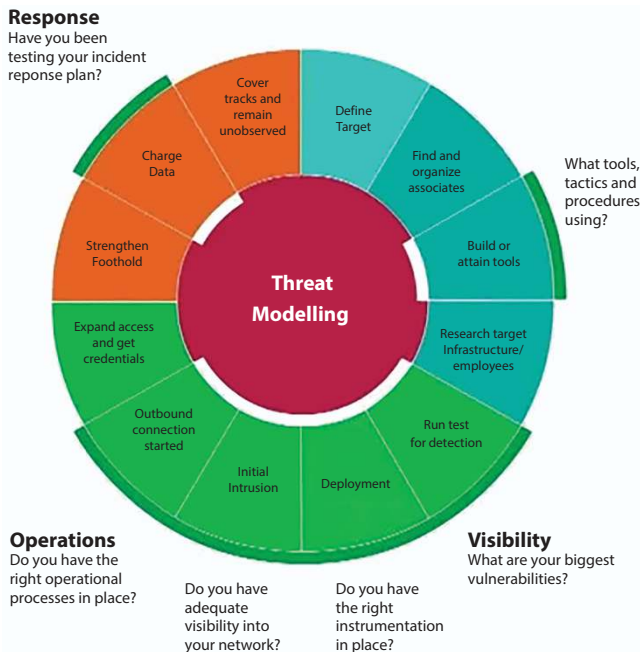 Response
Have you been
testing your incident
reponse plan?
Cover
tracks and
remain
unobserved
Define
Target
Charge
Data
Find and
organize
associates
What tools,
tactics and
procedures
using?
Strengthen
Foothold
Build or
attain tools
Threat
Modelling
Expand access
and get
credentials
Research target
Infrastructure/
employees
Outbound
connection
started
Run test
for detection
Initial
Intrusion
Deployment
Operations
Do you have the
right operational
processes in place?
Visibility
What are your biggest
vulnerabilities?
Do you have
adequate
visibility into
your network?
Do you have
the right
instrumentation
in place?